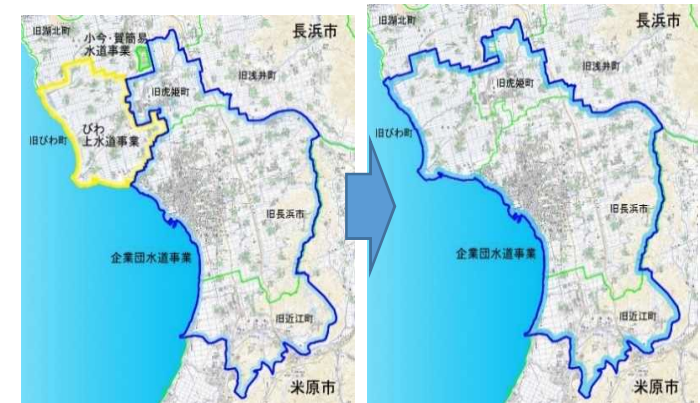 旧湖北町
小今・賀簡易
水道事業
長浜市
旧浅井町
旧虎姫町
びわ
上水道事業
旧びわ町
旧長浜市
企業団水道事業
旧近江町
米原市
旧湖北町
長浜市
旧浅井町
旧虎姫町
旧びわ町
旧長浜市
企業団水道事業
旧近江町
米原市